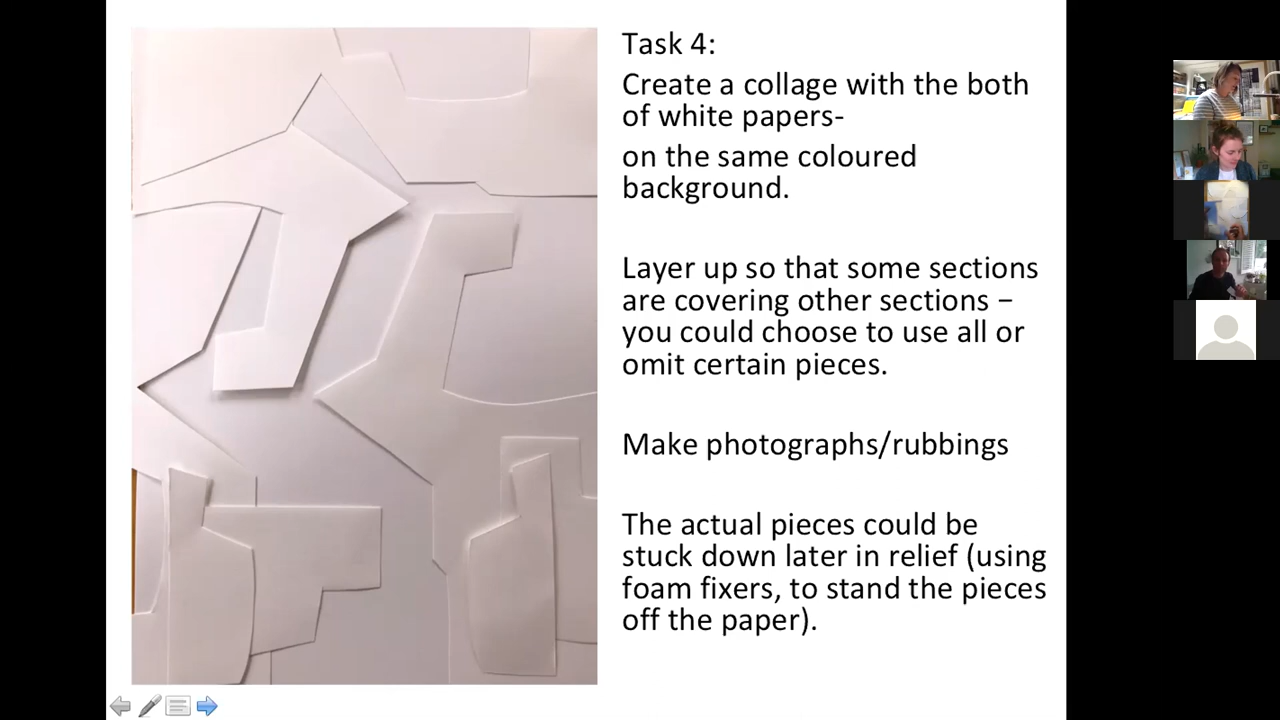 Task 4:
Create a collage with the both
of white papers-
on the same coloured
background.
Layer up so that some sections
are covering other sections –
you could choose to use all or
omit certain pieces.
Make photographs/rubbings
The actual pieces could be
stuck down later in relief (using
foam fixers, to stand the pieces
off the paper).